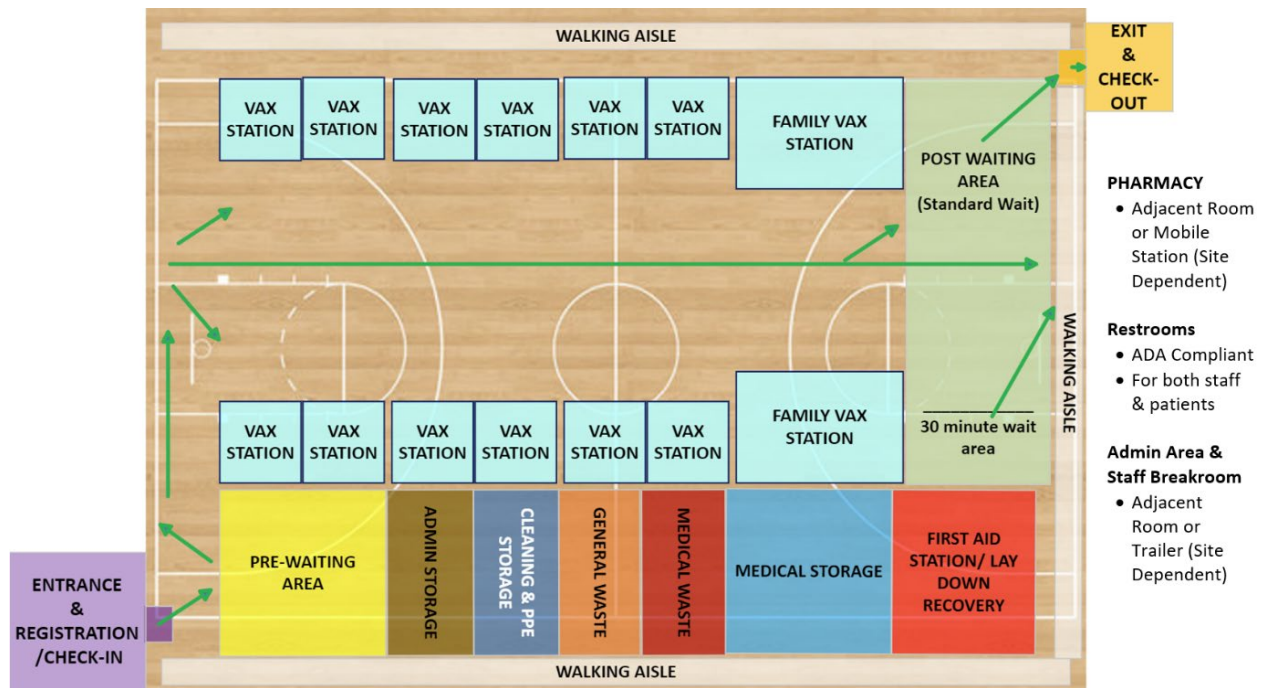 WALKING AISLE
EXIT
&
CHECK-
OUT
VAX
STATION
VAX
STATION
VAX
STATION
VAX
STATION
VAX
STATION
VAX
STATION
FAMILY VAX
STATION
POST WAITING
AREA
(Standard Wait)
PHARMACY
• Adjacent Room
or Mobile
Station (Site
Dependent)
Restrooms
• ADA Compliant
• For both staff
& patients
Admin Area &
Staff Breakroom
• Adjacent
Room or
Trailer (Site
Dependent)
WALKING AISLE
30 minute wait
area
VAX
STATION
VAX
STATION
VAX
STATION
VAX
STATION
VAX
STATION
VAX
STATION
FAMILY VAX
STATION
ENTRANCE
&
REGISTRATION
/CHECK-IN
PRE-WAITING
AREA
ADMIN STORAGE
CLEANING & PPE
STORAGE
GENERAL WASTE
MEDICAL WASTE
MEDICAL STORAGE
FIRST AID
STATION/ LAY
DOWN
RECOVERY
WALKING AISLE